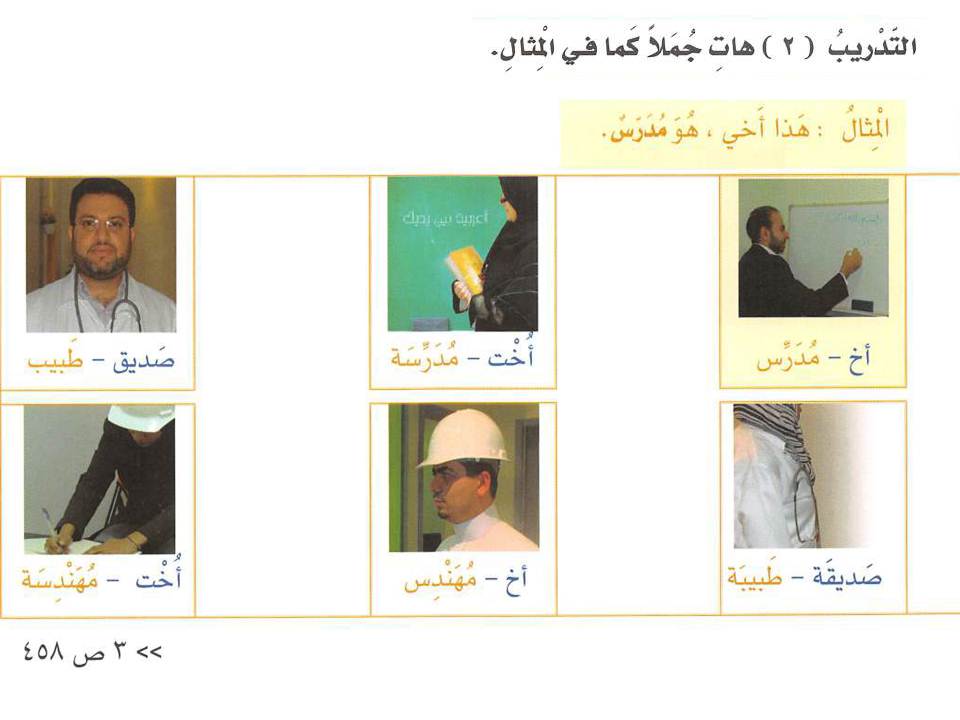 التَّدْريبُ ( ٢ ) هاتِ جُمَلاً كَما في الْمِثالِ.
الْمِثالُ : هَذا أَخي ، هُوَ مُدَرَسٌ.
أخ – مُدَرِّس
أُخْت – مُدَرِّسَة
صَديق – طَبيب
صَديقَة – طَبيبَة
أخ – مُهَنْدِس
أُخْت – مُهَنْدِسَة
>> ٣ ص ٤٥٨